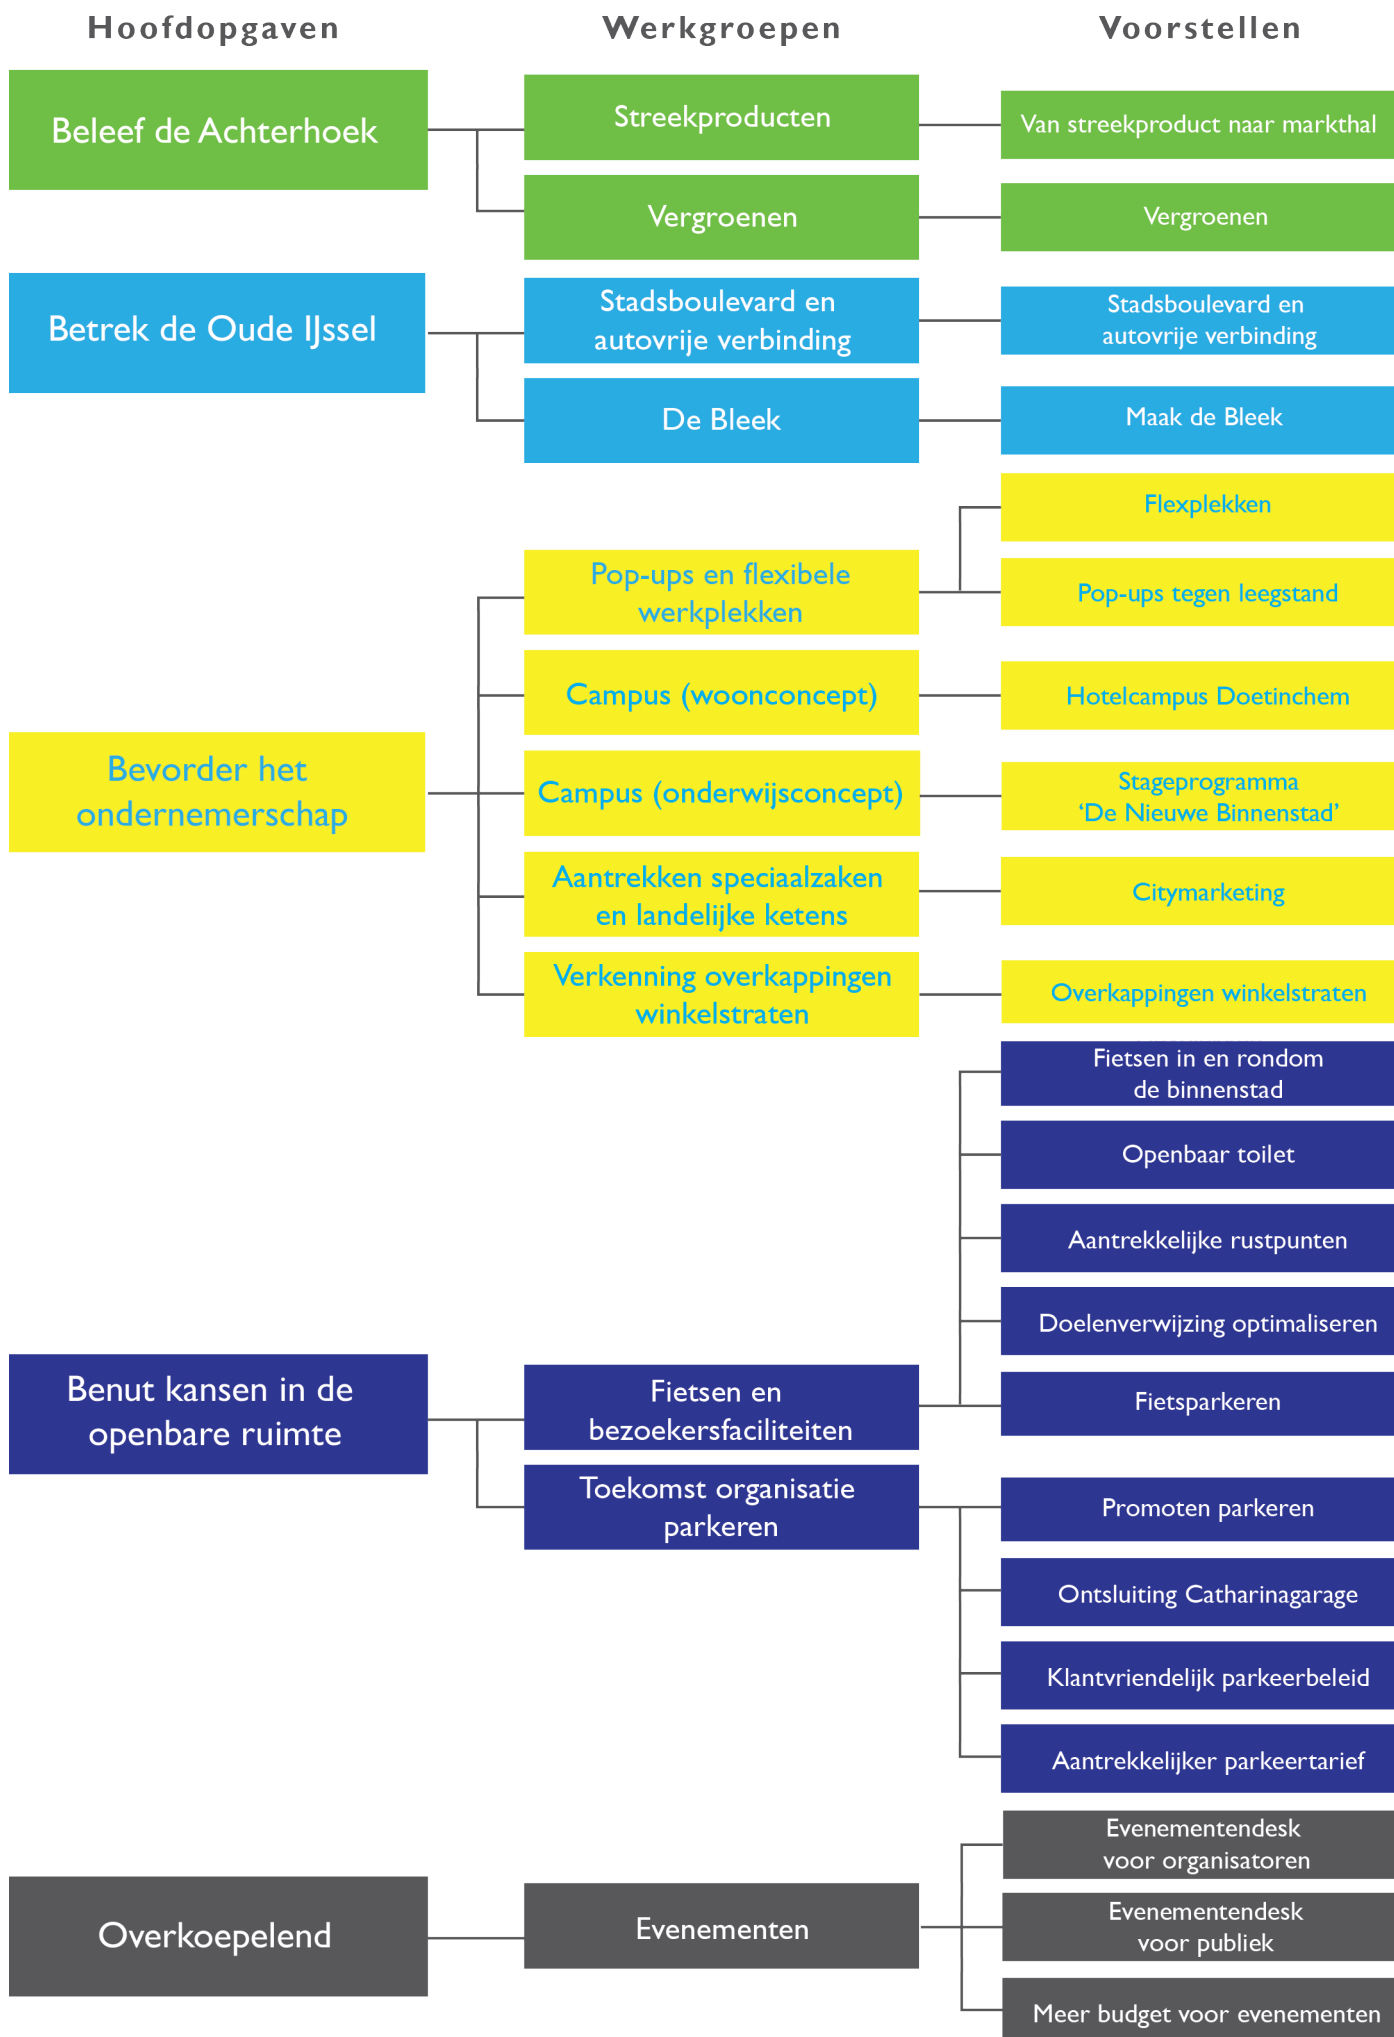 Hoofdopgaven
Werkgroepen
Voorstellen
Beleef de Achterhoek
Streekproducten
Van streekproduct naar markthal
Vergroenen
Vergroenen
Betrek de Oude IJssel
Stadsboulevard en
autovrije verbinding
Stadsboulevard en
autovrije verbinding
De Bleek
Maak de Bleek
Bevorder het
ondernemerschap
Pop-ups en flexibele
werkplekken
Flexplekken
Pop-ups tegen leegstand
Campus (woonconcept)
Hotelcampus Doetinchem
Campus (onderwijsconcept)
Stageprogramma
‘De Nieuwe Binnenstad’
Aantrekken speciaalzaken
en landelijke ketens
Citymarketing
Verkenning overkappingen
winkelstraten
Overkappingen winkelstraten
Benut kansen in de
openbare ruimte
Fietsen en
bezoekersfaciliteiten
Fietsen in en rondom
de binnenstad
Openbaar toilet
Aantrekkelijke rustpunten
Doelenverwijzing optimaliseren
Fietsparkeren
Toekomst organisatie
parkeren
Promoten parkeren
Ontsluiting Catharinagarage
Klantvriendelijk parkeerbeleid
Aantrekkelijker parkeertarief
Overkoepelend
Evenementen
Evenementendesk
voor organisatoren
Evenementendesk
voor publiek
Meer budget voor evenementen